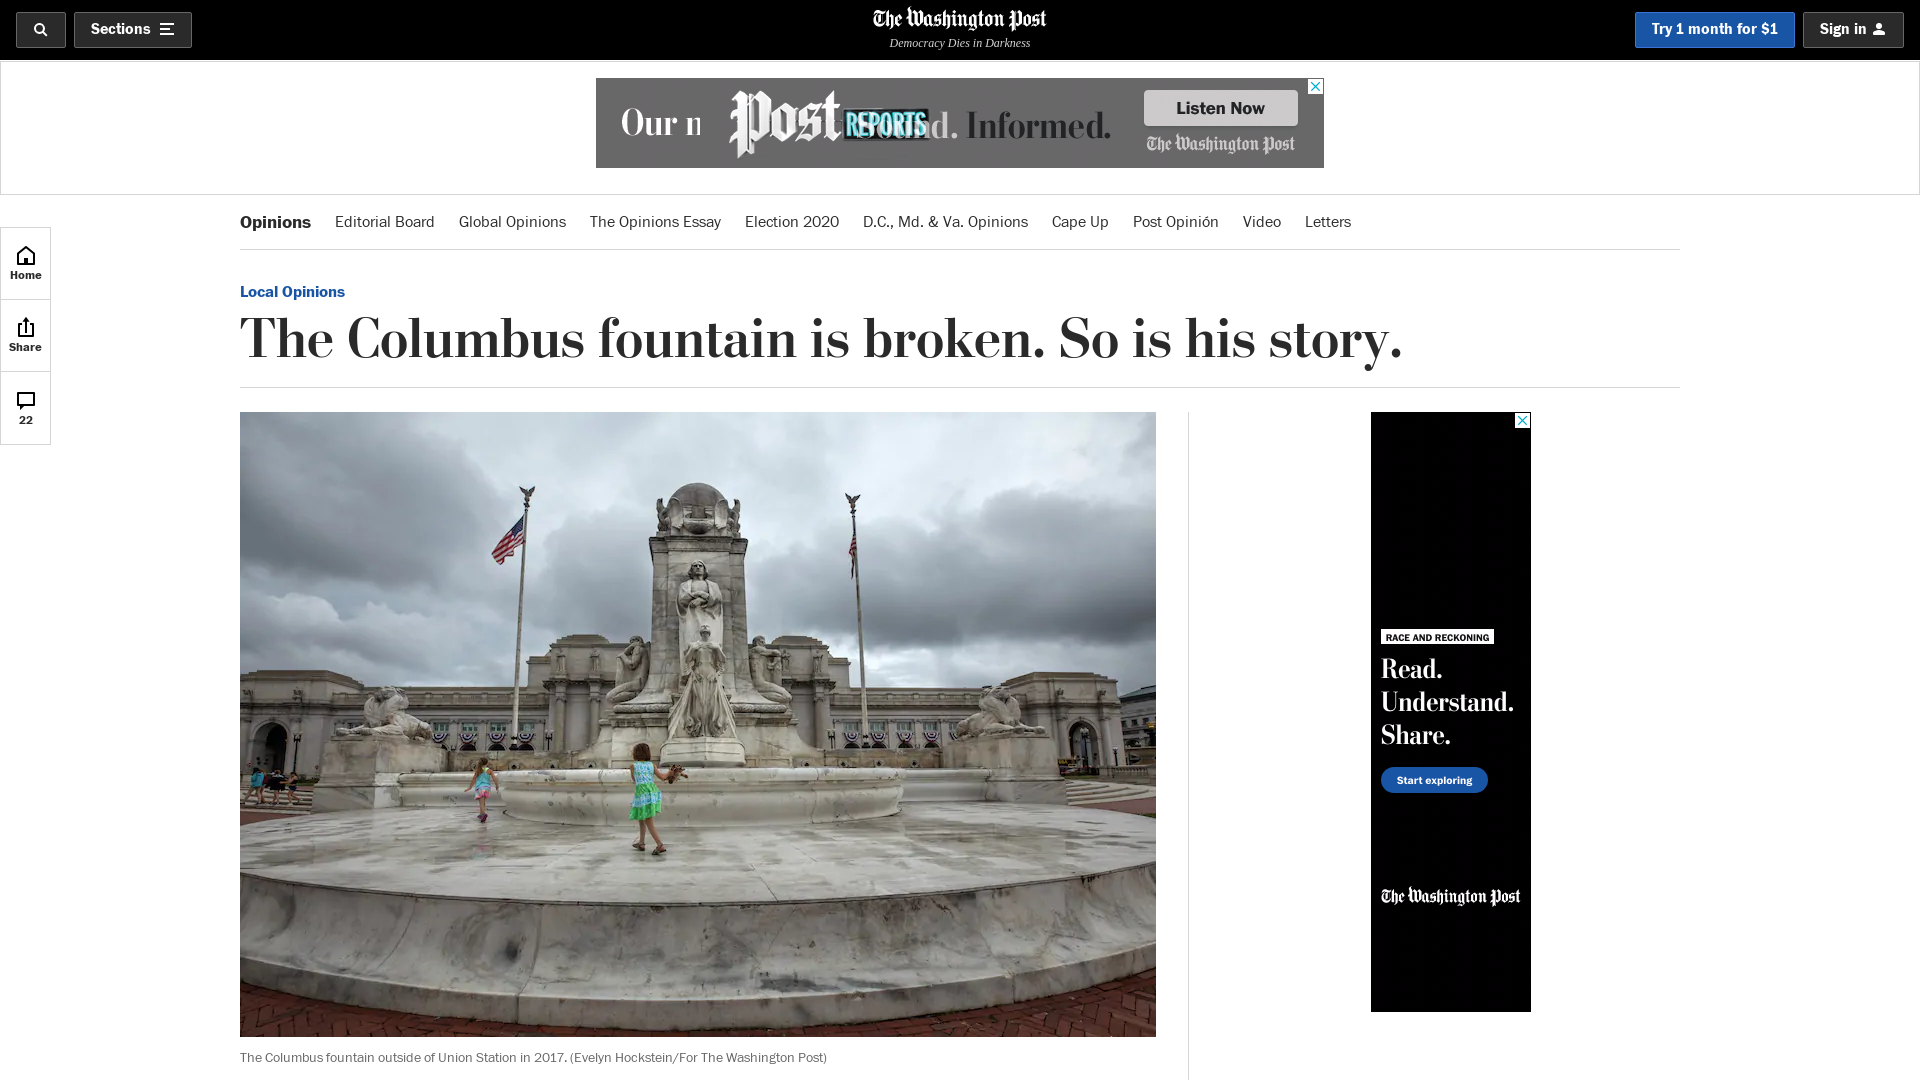 Sections
The Washington Post
Democracy Dies in Darkness
Try 1 month for $1
Sign in
Our n
Post
REPORTS
Informed.
Listen Now
The Washington Post
Opinions
Editorial Board
Global Opinions
The Opinions Essay
Election 2020
D.C., Md. & Va. Opinions
Cape Up
Post Opinión
Video
Letters
Home
Share
22
Local Opinions
The Columbus fountain is broken. So is his story.
RACE AND RECKONING
Read.
Understand.
Share.
Start exploring
The Washington Post
The Columbus fountain outside of Union Station in 2017. (Evelyn Hockstein/For The Washington Post)